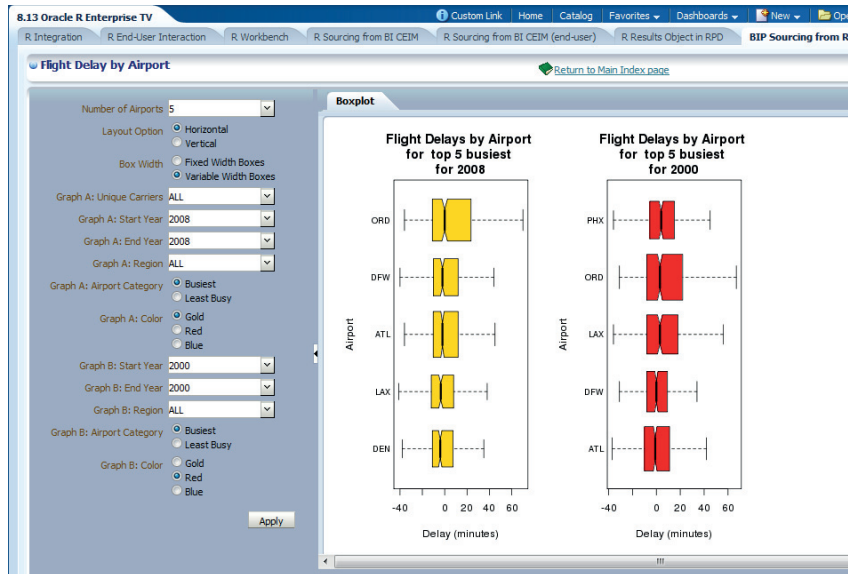 8.13 Oracle R Enterprise TV
Custom Link Home Catalog Favorites Dashboards New
R Integration R End-User Interaction R Workbench R Sourcing from BI CEIM R Sourcing from BI CEIM (end-user) R Results Object in RPD BIP Sourcing from R
Flight Delay by Airport
Return to Main Index page
Number of Airports 5
Layout Option Horizontal
Vertical
Box Width Fixed Width Boxes
Variable Width Boxes
Graph A: Unique Carriers ALL
Graph A: Start Year 2008
Graph A: End Year 2008
Graph A: Region ALL
Graph A: Airport Category Busiest
Least Busy
Graph A: Color Gold
Red
Blue
Graph B: Start Year 2000
Graph B: End Year 2000
Graph B: Region ALL
Graph B: Airport Category Busiest
Least Busy
Graph B: Color Gold
Red
Blue
Apply
Boxplot
Flight Delays by Airport
for top 5 busiest
for 2008
ORD
DFW
ATL
LAX
DEN
Airport
-40 0 20 40 60
Delay (minutes)
Flight Delays by Airport
for top 5 busiest
for 2000
PHX
ORD
LAX
DFW
ATL
Airport
-40 0 20 40 60
Delay (minutes)